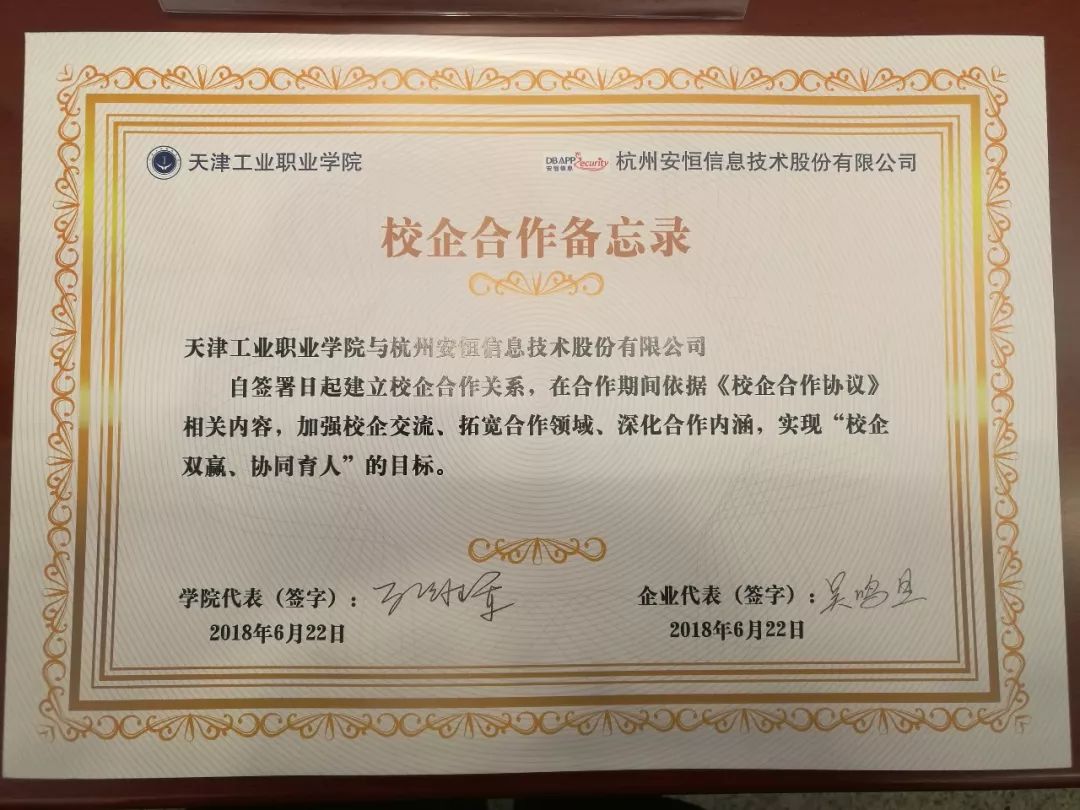 天津工业职业学院
DBAPPSecurity
安恒信息
杭州安恒信息技术股份有限公司
校企合作备忘录
天津工业职业学院与杭州安恒信息技术股份有限公司
自签署日起建立校企合作关系，在合作期间依据《校企合作协议》
相关内容，加强校企交流、拓宽合作领域、深化合作内涵，实现“校企
双赢、协同育人”的目标。
学院代表（签字）：
2018年6月22日
企业代表（签字）：吴鸣旦
2018年6月22日